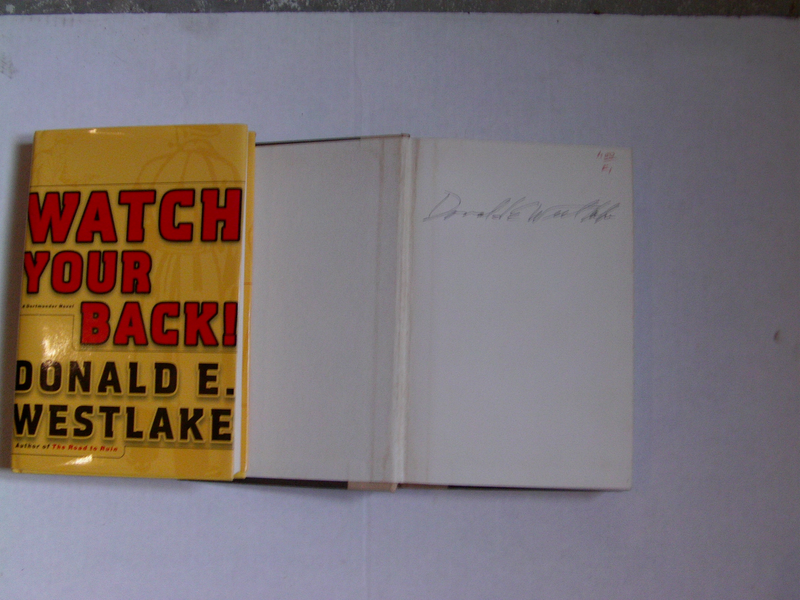 WATCH
YOUR
A Dortmunder Novel
BACK!
DONALD E.
WESTLAKE
Author of The Road to Ruin
Donald E Westlake